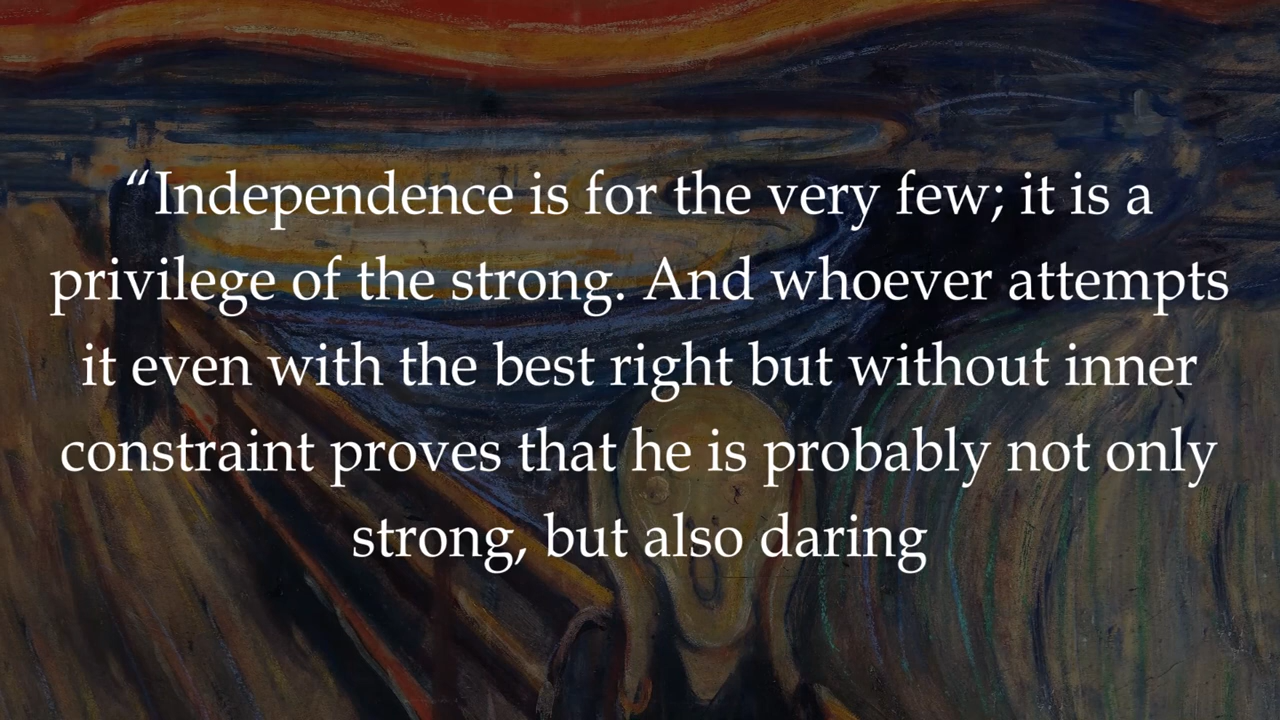 “Independence is for the very few; it is a
privilege of the strong. And whoever attempts
it even with the best right but without inner
constraint proves that he is probably not only
strong, but also daring